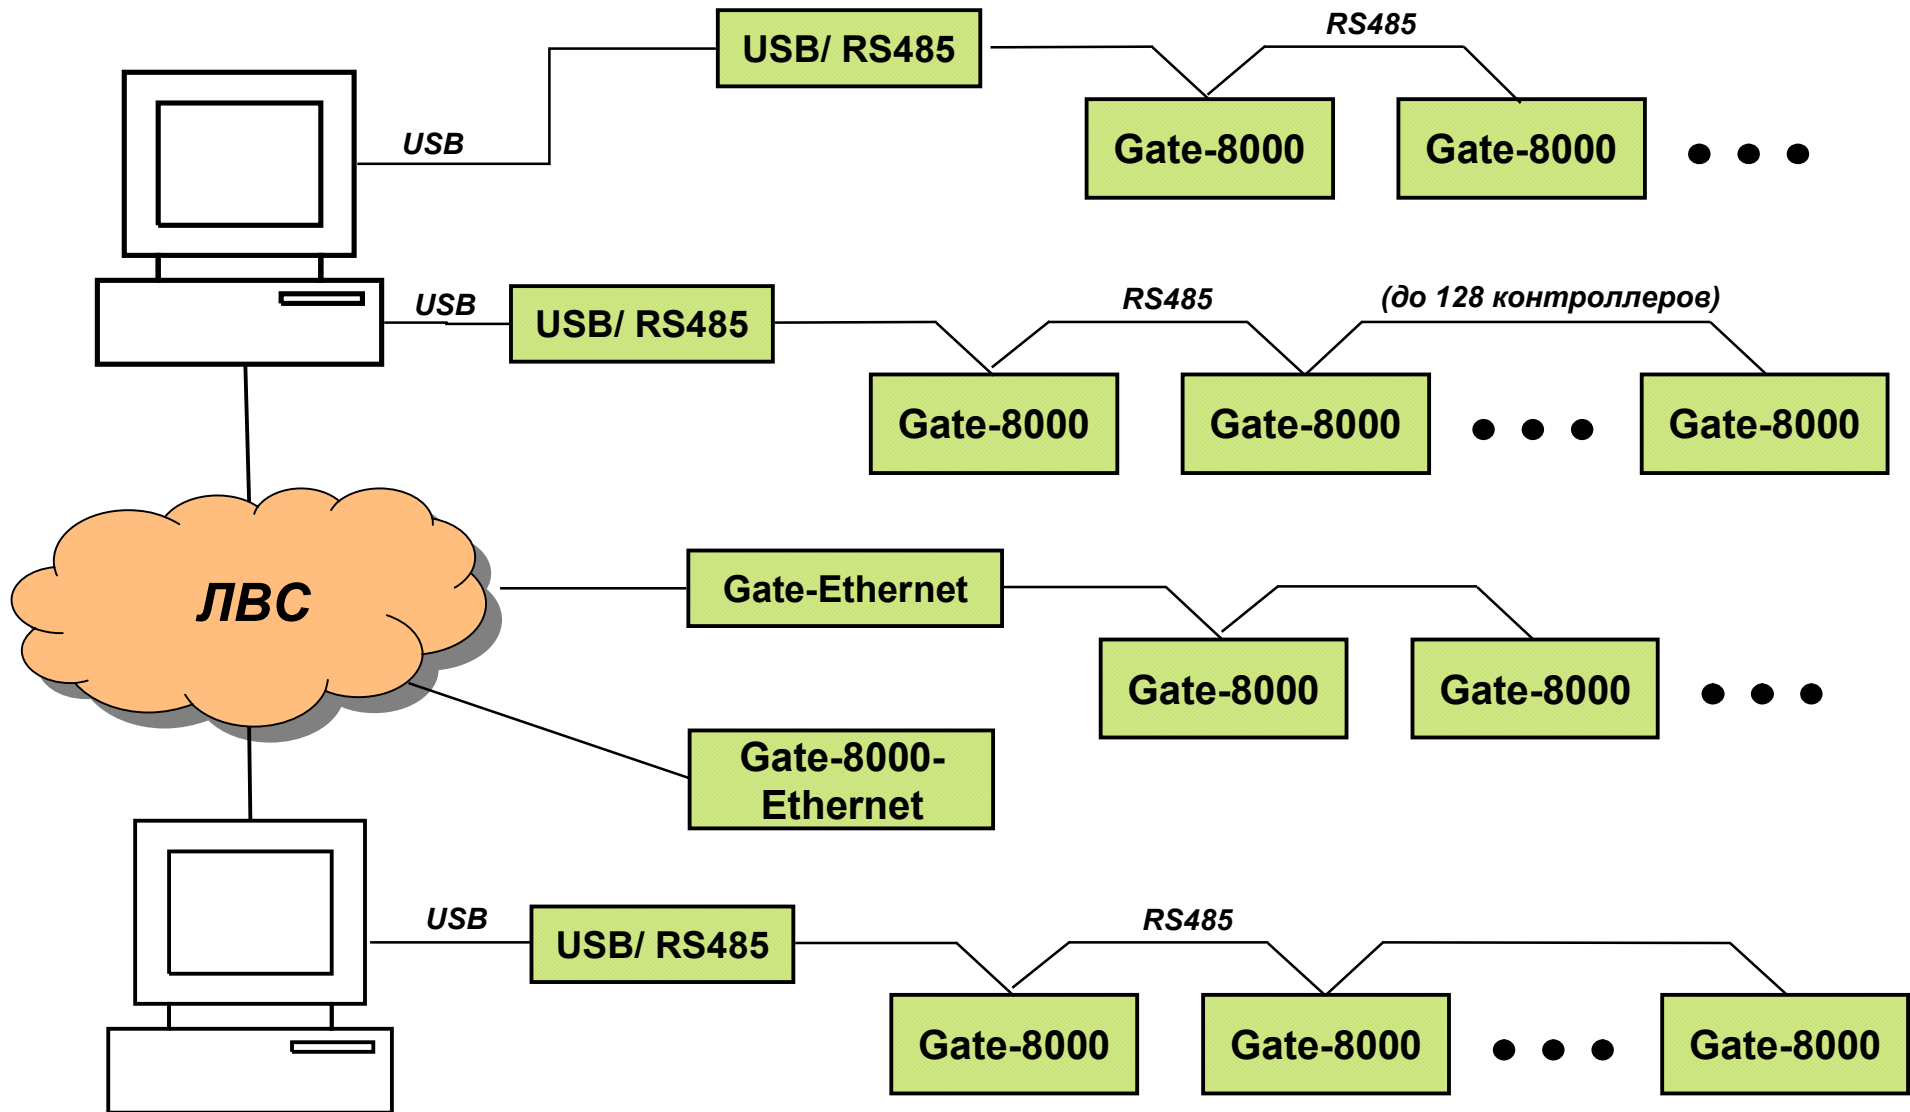 RS485
USB/ RS485
USB
Gate-8000
Gate-8000
USB
USB/ RS485
RS485
(до 128 контроллеров)
Gate-8000
Gate-8000
Gate-8000
ЛВС
Gate-Ethernet
Gate-8000
Gate-8000
Gate-8000-
Ethernet
USB
USB/ RS485
RS485
Gate-8000
Gate-8000
Gate-8000